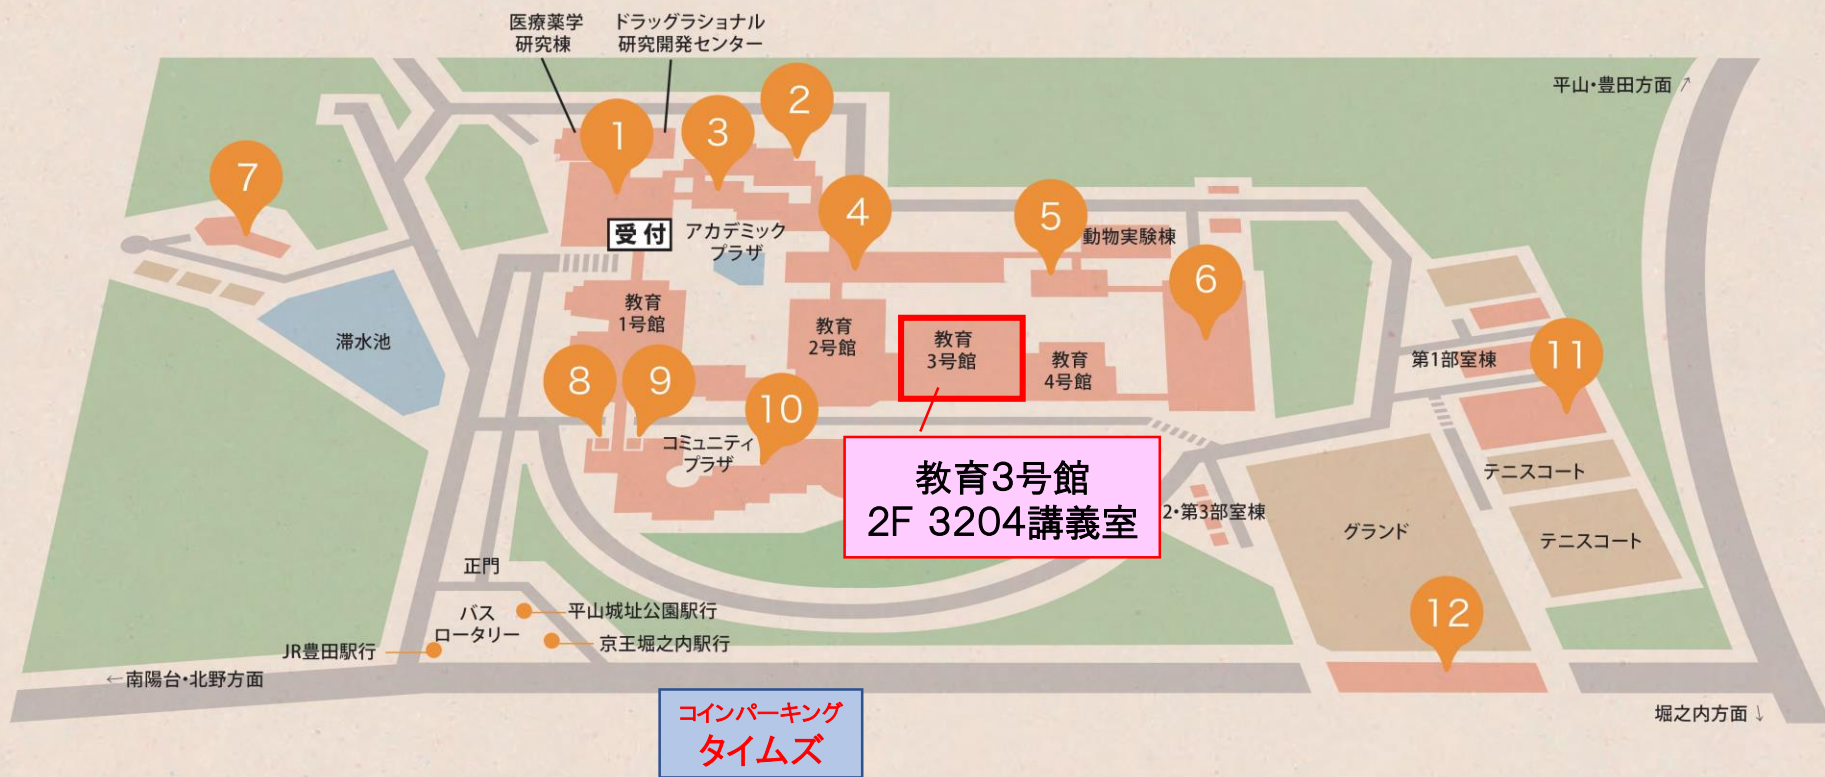 医療薬学
研究棟
ドラッグラショナル
研究開発センター
平山・豊田方面↗
1
3
2
7
4
5
6
受付
アカデミック
プラザ
動物実験棟
教育
1号館
滞水池
教育
2号館
教育
3号館
教育
4号館
第1部室棟
11
8
9
10
コミュニティ
プラザ
教育3号館
2F 3204講義室
2・第3部室棟
グランド
テニスコート
テニスコート
正門
バス
ロータリー
平山城址公園駅行
京王堀之内駅行
JR豊田駅行
12
←南陽台・北野方面
コインパーキング
タイムズ
堀之内方面↓